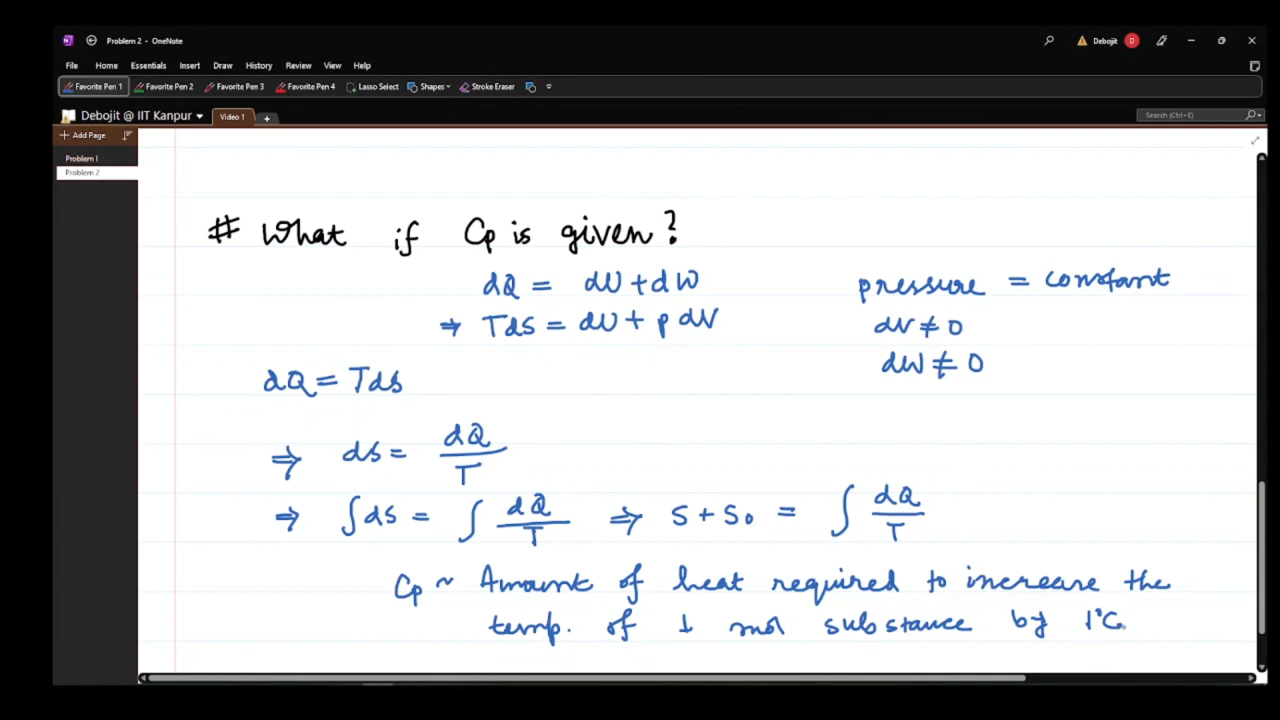 Problem 2 - OneNote
Debojit D
File Home Essentials Insert Draw History Review View Help
Favorite Pen 1 Favorite Pen 2 Favorite Pen 3 Favorite Pen 4 Lasso Select Shapes Stroke Eraser
Debojit @ IIT Kanpur Video 1 +
Search (Ctrl+E)
+ Add Page
Problem 1
Problem 2
# What if Cp is given?
dQ = dU + dW
pressure = constant
⇒ Tds = dU + p dV
dV ≠ 0
dW ≠ 0
dQ = Tds
⇒ ds = dQ/T
⇒ ∫ds = ∫ dQ/T ⇒ S + S₀ = ∫ dQ/T
Cp ~ Amount of heat required to increase the
temp. of 1 mol substance by 1°C